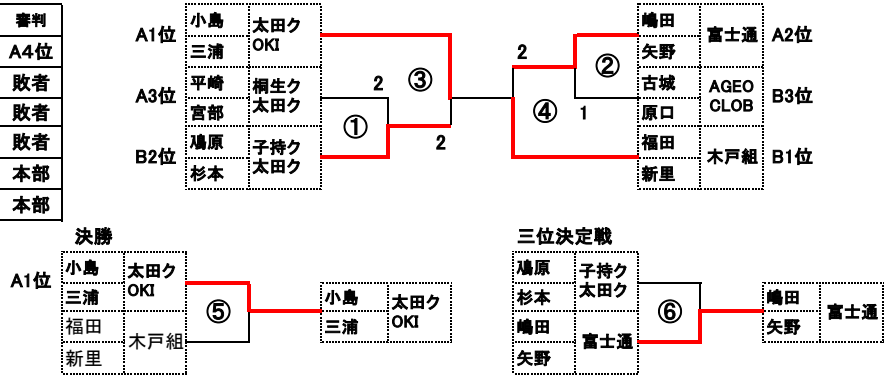 審判
A4位
敗者
敗者
敗者
本部
本部
A1位
小島
三浦
太田ク
OKI
A3位
平崎
宮部
桐生ク
太田ク
B2位
鴻原
杉本
子持ク
太田ク
2
①
③
2
2
②
④
1
嶋田
矢野
富士通
A2位
古城
原口
AGEO
CLOB
B3位
福田
新里
木戸組
B1位
決勝
A1位
小島
三浦
太田ク
OKI
福田
新里
木戸組
⑤
小島
三浦
太田ク
OKI
三位決定戦
鴻原
杉本
子持ク
太田ク
嶋田
矢野
富士通
⑥
嶋田
矢野
富士通